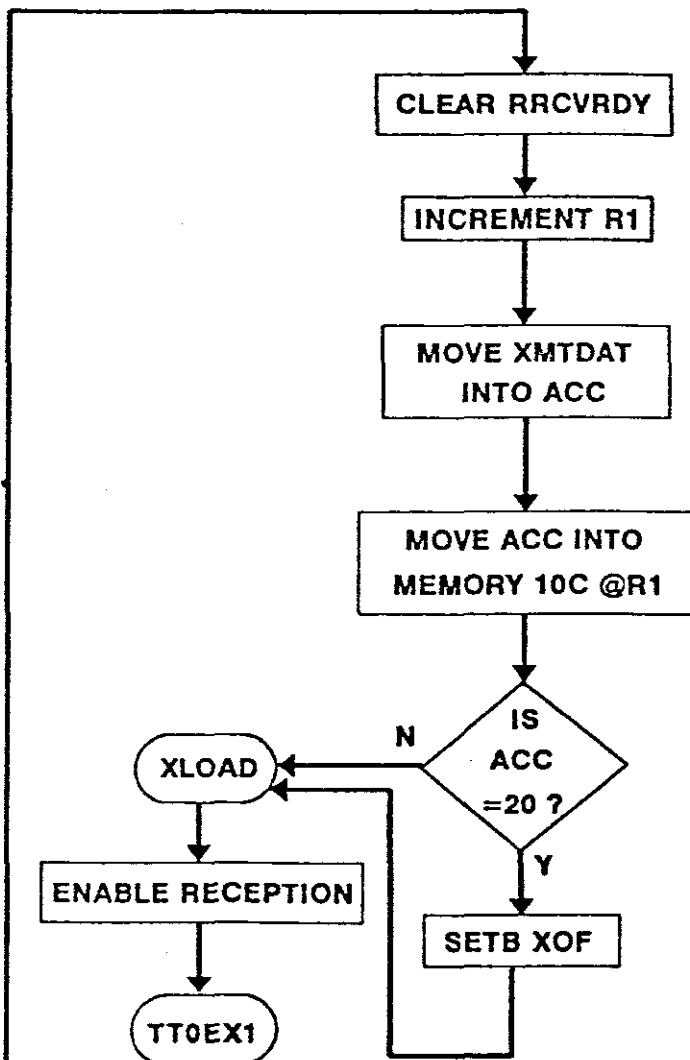 CLEAR RRCVRDY
INCREMENT R1
MOVE XMTDAT
INTO ACC
MOVE ACC INTO
MEMORY 10C @R1
IS
ACC
=20 ?
N
Y
XLOAD
ENABLE RECEPTION
SETB XOF
TT0EX1